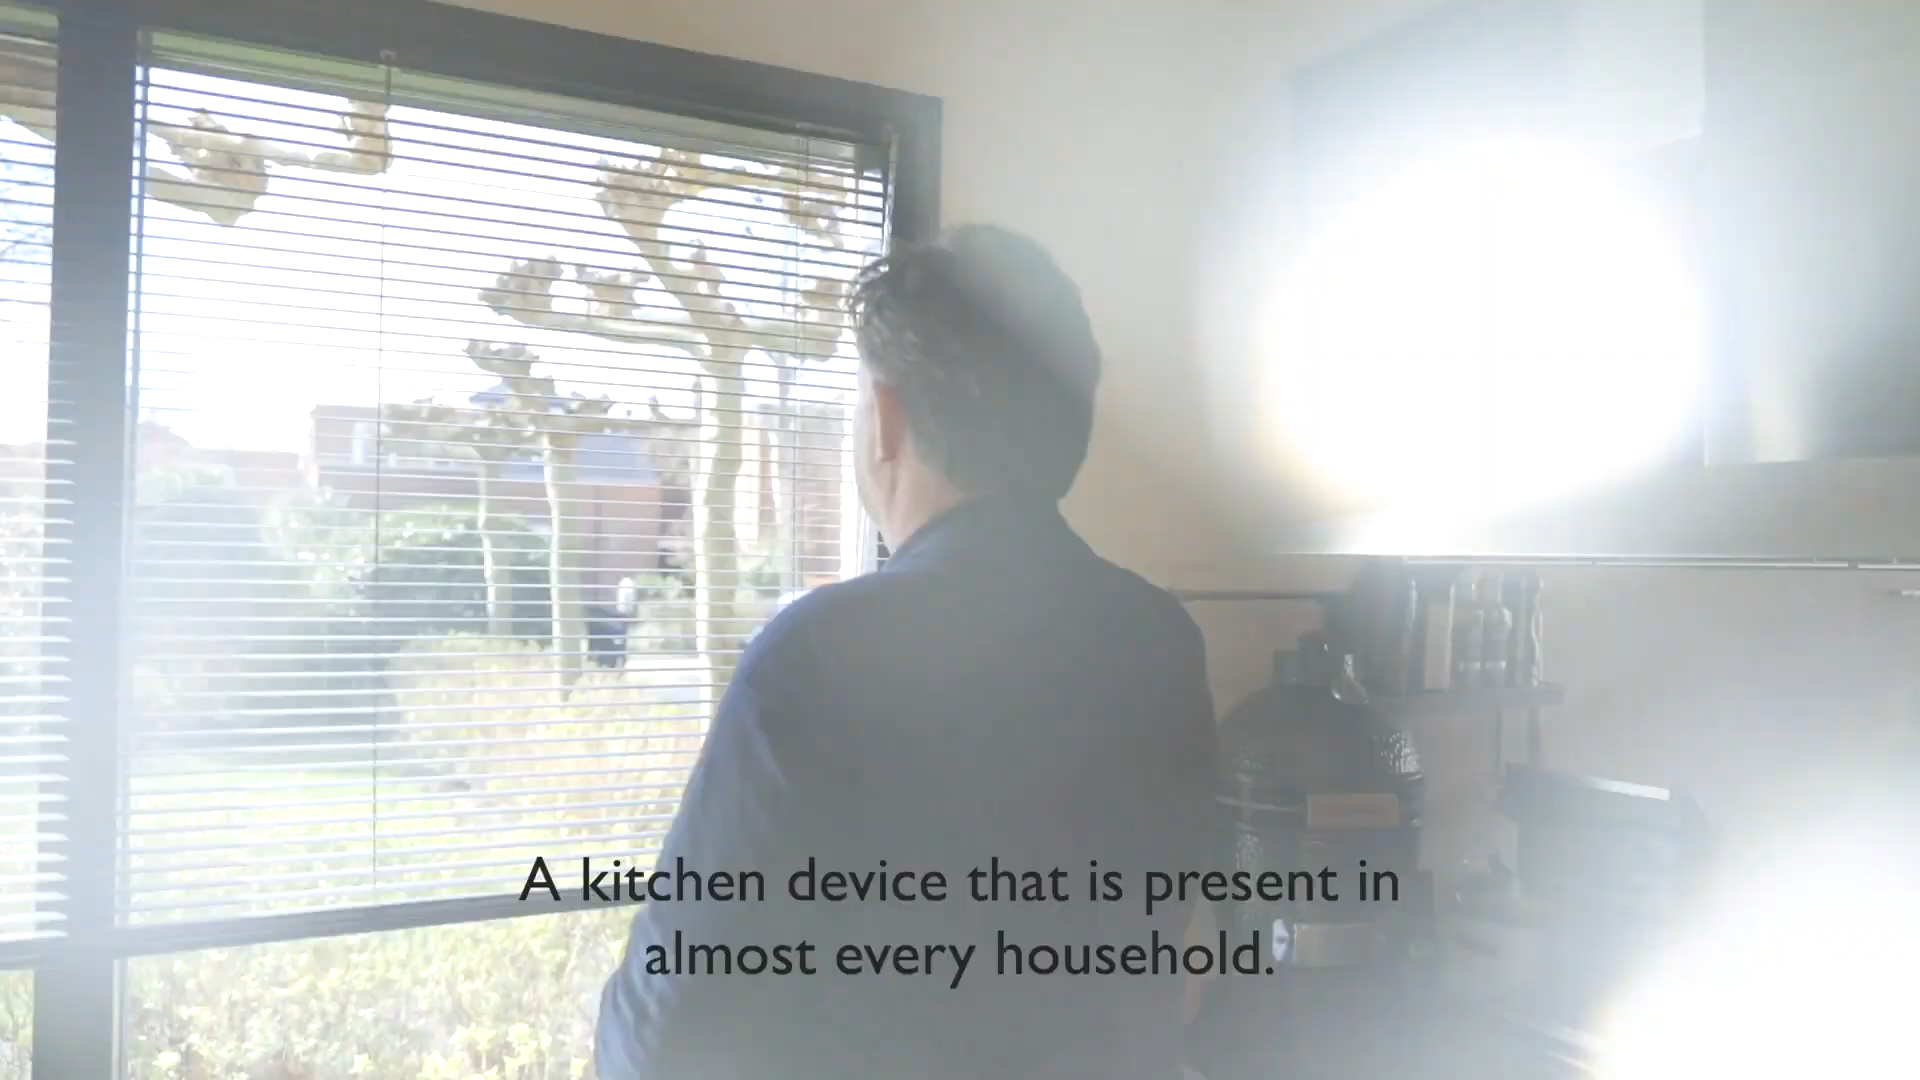 A kitchen device that is present in
almost every household.